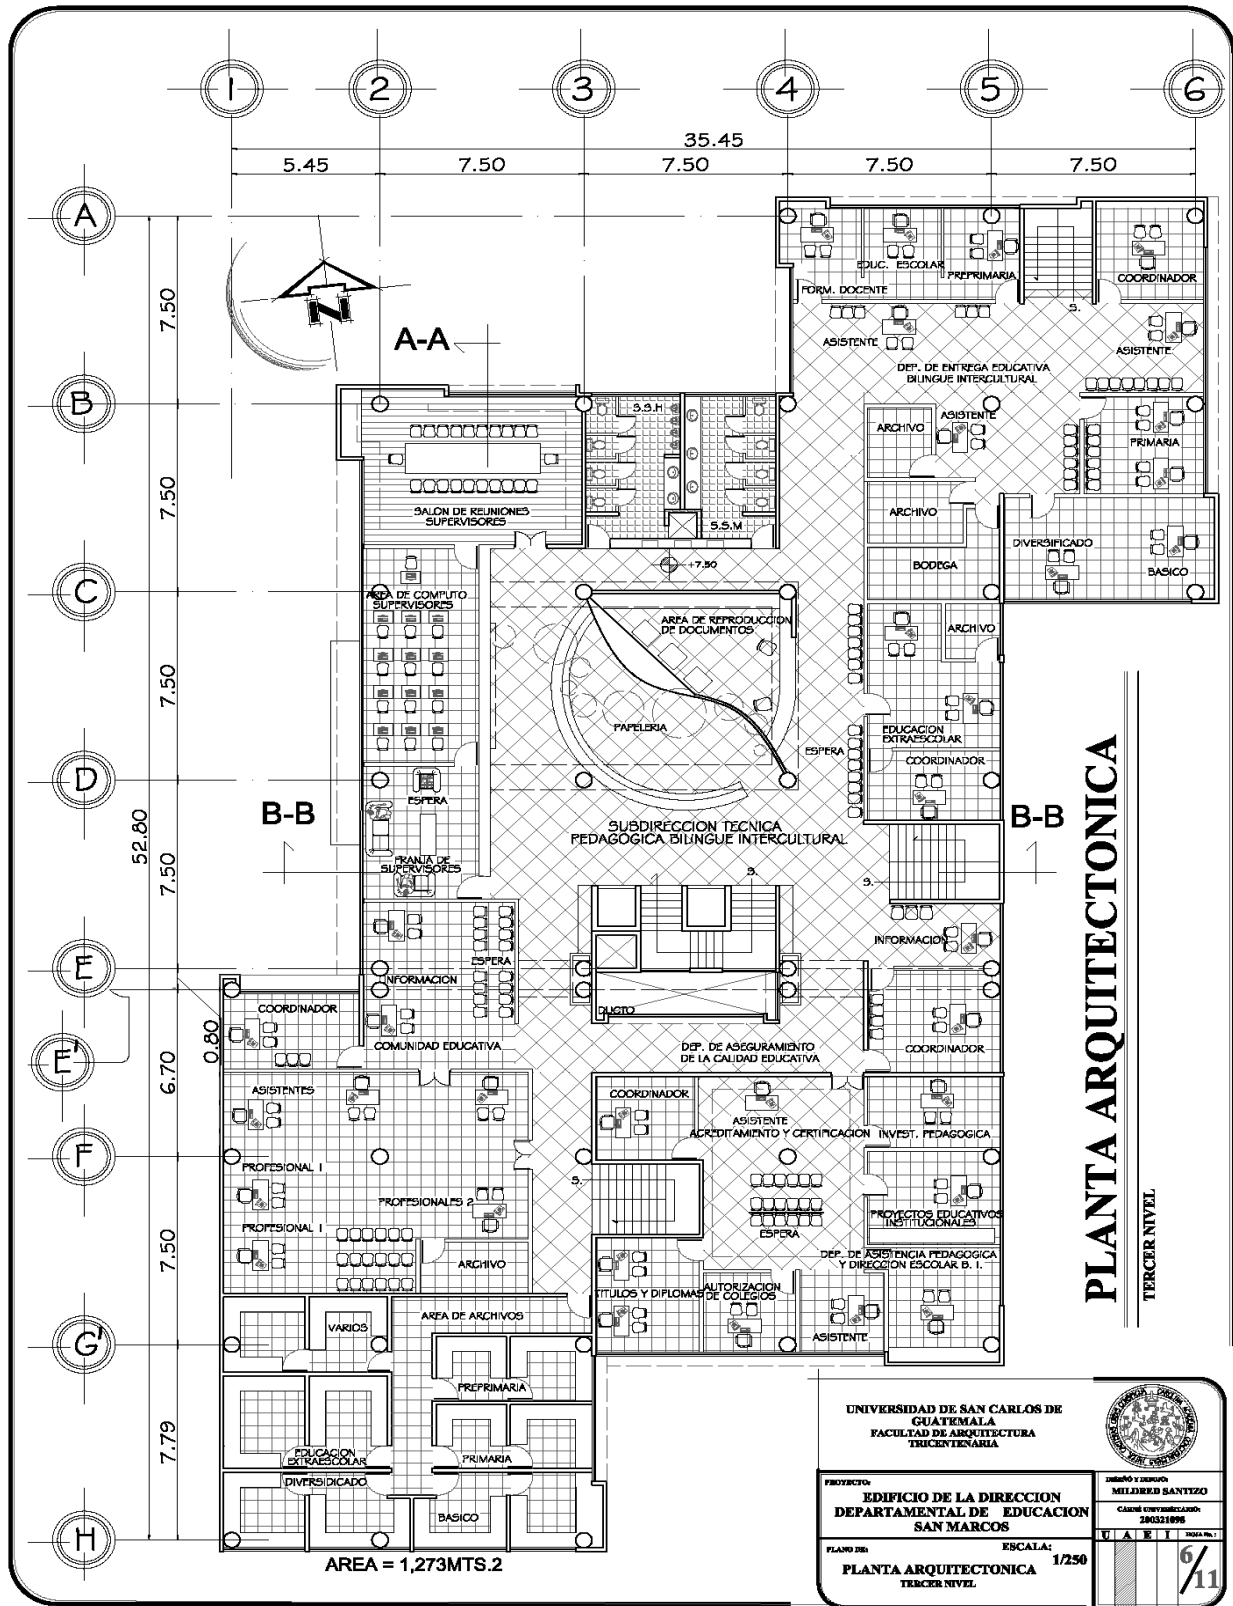 1
2
3
4
5
6
35.45
5.45
7.50
7.50
7.50
7.50
A
B
C
D
E
E'
F
G'
H
7.50
7.50
7.50
7.50
52.80
0.80
6.70
7.50
7.79
N
A-A
B-B
B-B
EDUC. ESCOLAR
PREPRIMARIA
FORM. DOCENTE
COORDINADOR
S.
ASISTENTE
ASISTENTE
DEP. DE ENTREGA EDUCATIVA
BILINGUE INTERCULTURAL
ASISTENTE
ARCHIVO
PRIMARIA
S.S.H
S.S.M
SALON DE REUNIONES
SUPERVISORES
ARCHIVO
DIVERSIFICADO
BASICO
BODEGA
+7.50
AREA DE COMPUTO
SUPERVISORES
AREA DE REPRODUCCION
DE DOCUMENTOS
ARCHIVO
PAPELERIA
ESPERA
EDUCACION
EXTRAESCOLAR
COORDINADOR
ESPERA
SUBDIRECCION TECNICA
PEDAGOGICA BILINGUE INTERCULTURAL
FRANJA DE
SUPERVISORES
S.
S.
INFORMACION
ESPERA
INFORMACION
COORDINADOR
DUCTO
COMUNIDAD EDUCATIVA
DEP. DE ASEGURAMIENTO
DE LA CALIDAD EDUCATIVA
COORDINADOR
ASISTENTES
COORDINADOR
ASISTENTE
ACREDITAMIENTO Y CERTIFICACION
INVEST. PEDAGOGICA
PROFESIONAL 1
PROFESIONALES 2
S.
PROYECTOS EDUCATIVOS
INSTITUCIONALES
PROFESIONAL 1
ESPERA
ARCHIVO
DEP. DE ASISTENCIA PEDAGOGICA
Y DIRECCION ESCOLAR B. I.
TITULOS Y DIPLOMAS
AUTORIZACION
DE COLEGIOS
ASISTENTE
AREA DE ARCHIVOS
VARIOS
PREPRIMARIA
EDUCACION
EXTRAESCOLAR
PRIMARIA
DIVERSIDICADO
BASICO
AREA = 1,273MTS.2
PLANTA ARQUITECTONICA
TERCER NIVEL
UNIVERSIDAD DE SAN CARLOS DE
GUATEMALA
FACULTAD DE ARQUITECTURA
TRICENTENARIA
PROYECTO:
EDIFICIO DE LA DIRECCION
DEPARTAMENTAL DE EDUCACION
SAN MARCOS
PLANO DE:
ESCALA:
1/250
PLANTA ARQUITECTONICA
TERCER NIVEL
DISEÑO Y DIBUJO:
MILDRED SANTIZO
CARNÉ UNIVERSITARIO:
200321098
U A E I HOJA No.:
6/11